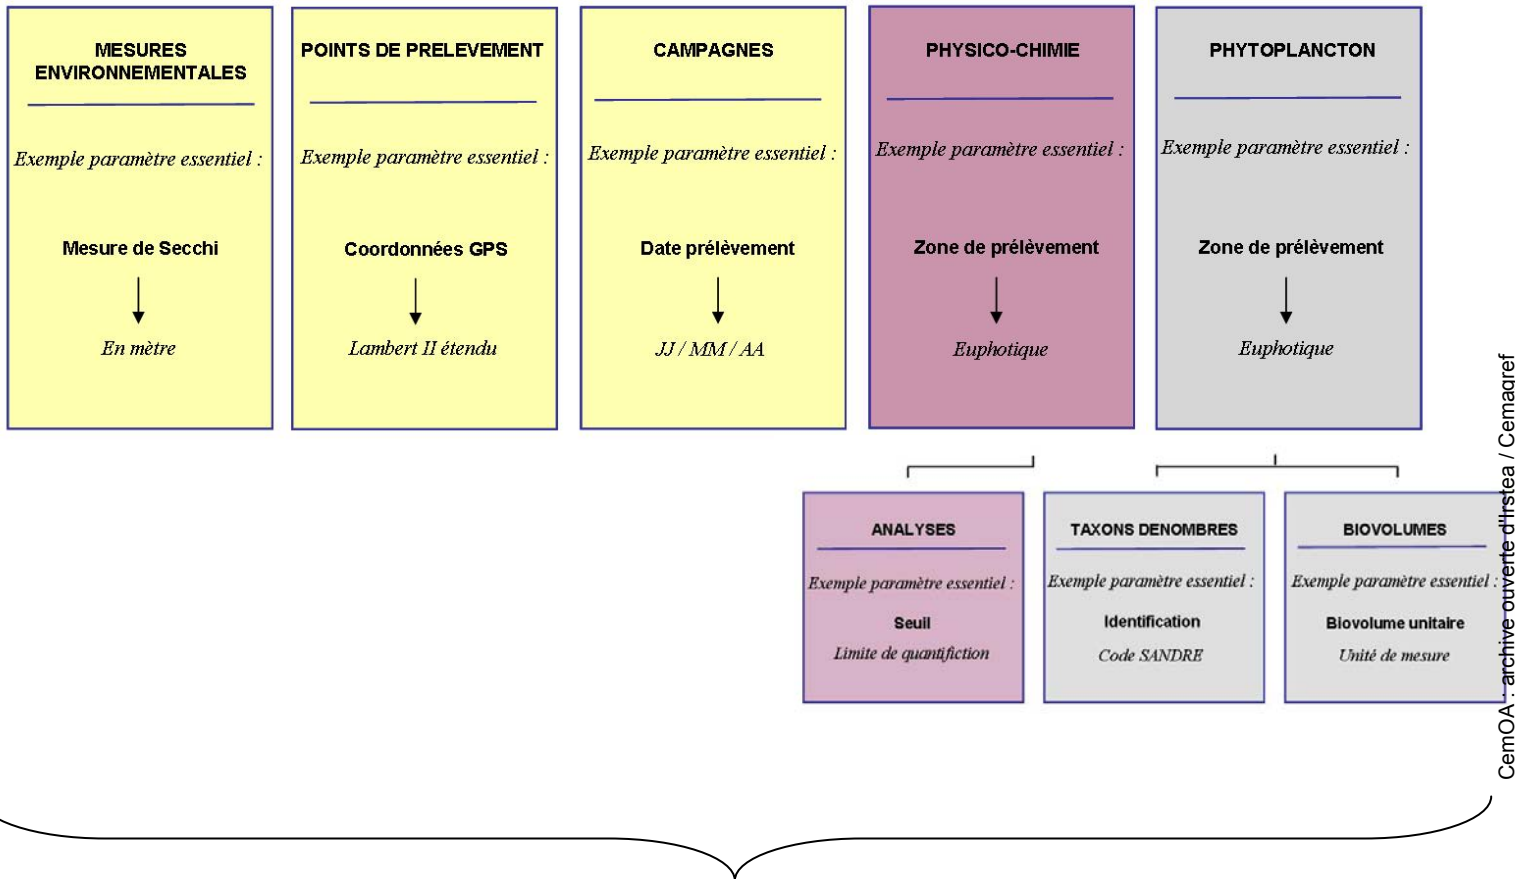 MESURES
ENVIRONNEMENTALES
Exemple paramètre essentiel :
Mesure de Secchi
En mètre
POINTS DE PRELEVEMENT
Exemple paramètre essentiel :
Coordonnées GPS
Lambert II étendu
CAMPAGNES
Exemple paramètre essentiel :
Date prélèvement
JJ / MM / AA
PHYSICO-CHIMIE
Exemple paramètre essentiel :
Zone de prélèvement
Euphotique
PHYTOPLANCTON
Exemple paramètre essentiel :
Zone de prélèvement
Euphotique
ANALYSES
Exemple paramètre essentiel :
Seuil
Limite de quantifiction
TAXONS DENOMBRES
Exemple paramètre essentiel :
Identification
Code SANDRE
BIOVOLUMES
Exemple paramètre essentiel :
Biovolume unitaire
Unité de mesure
CemOA : archive ouverte d'Irstea / Cemagref